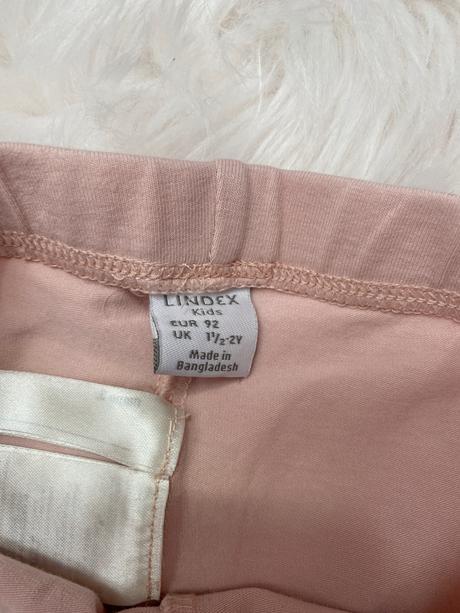 LINDEX
Kids
EUR 92
UK 1½-2Y
Made in
Bangladesh